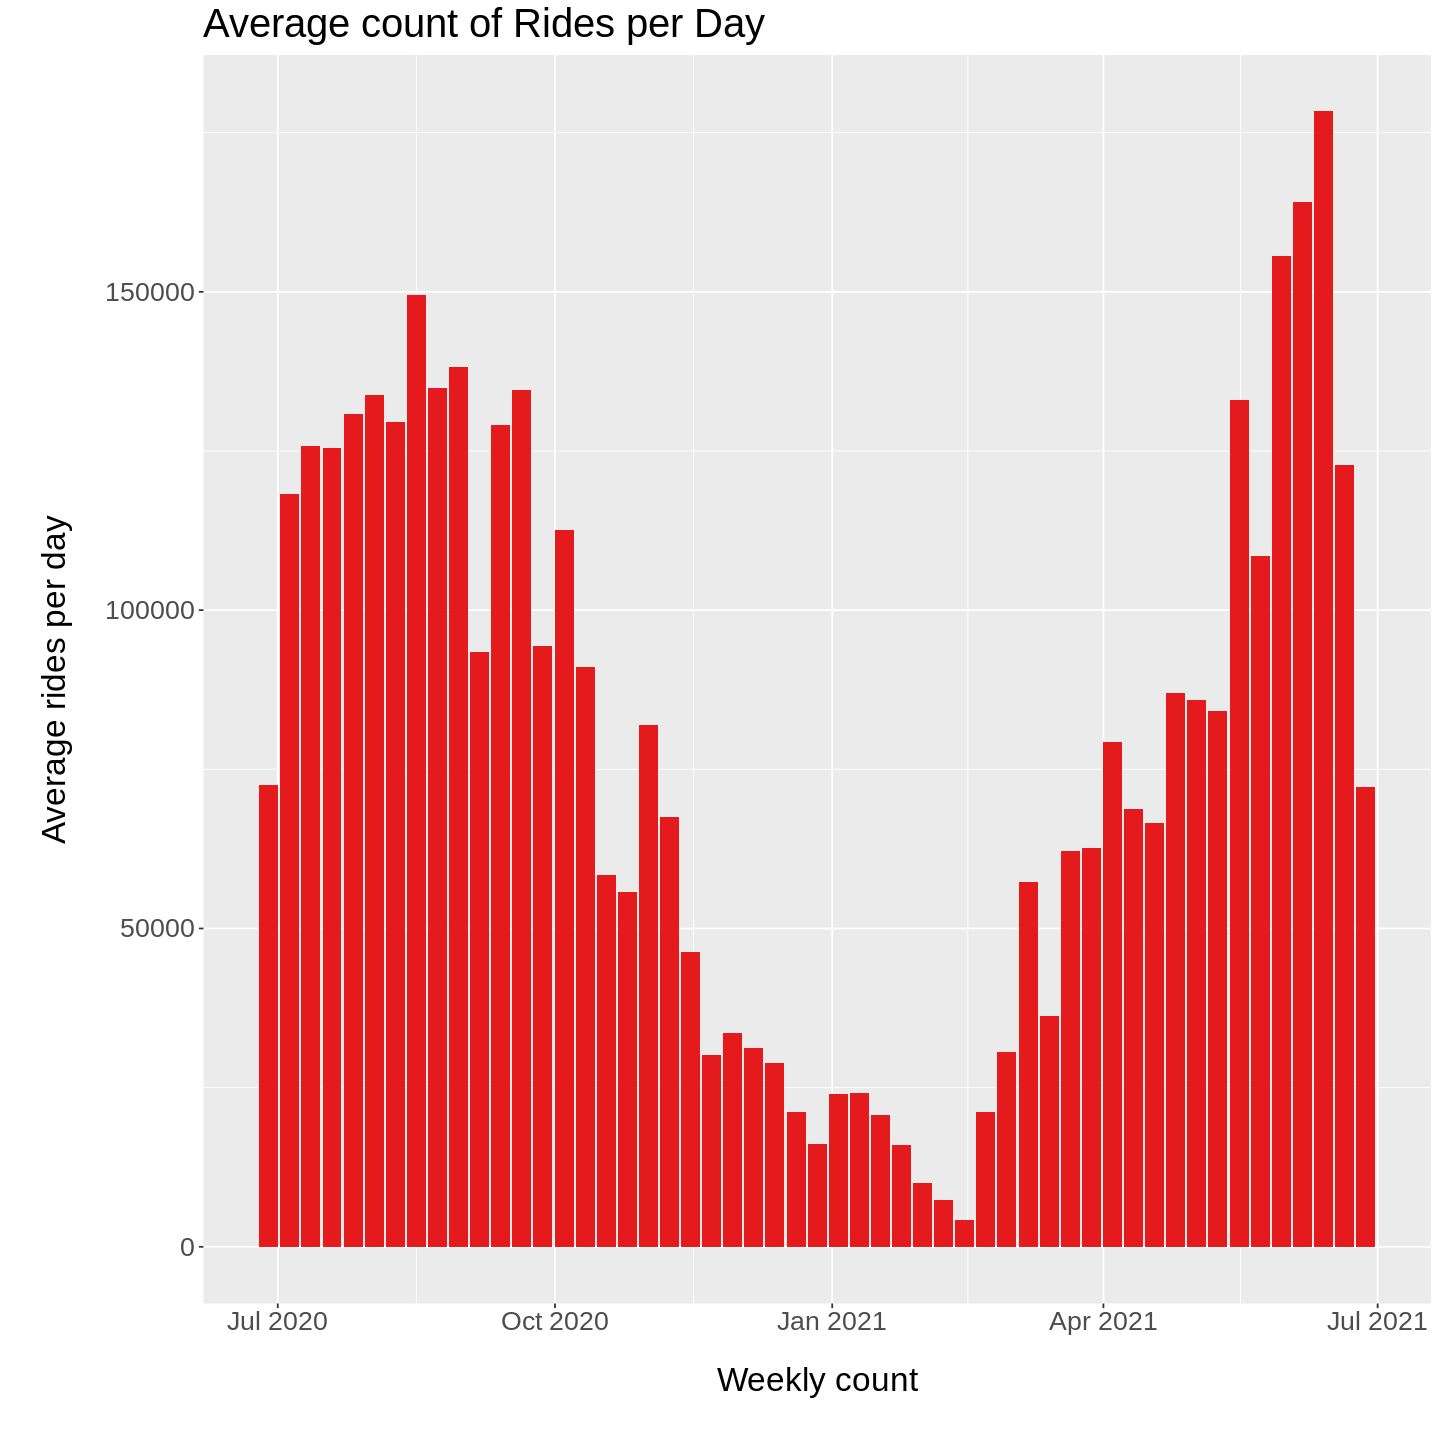 Average count of Rides per Day
Average rides per day
150000
100000
50000
0
Jul 2020 Oct 2020 Jan 2021 Apr 2021 Jul 2021
Weekly count